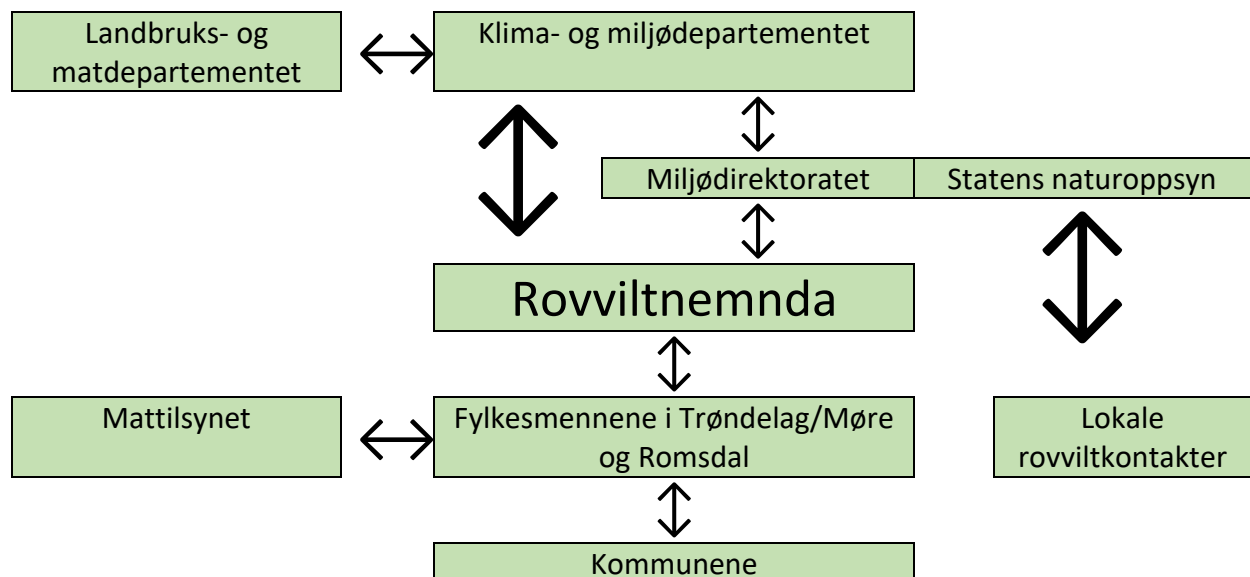 Landbruks- og
matdepartementet
Klima- og miljødepartementet
Miljødirektoratet
Statens naturoppsyn
Rovviltnemnda
Mattilsynet
Fylkesmennene i Trøndelag/Møre
og Romsdal
Lokale
rovviltkontakter
Kommunene